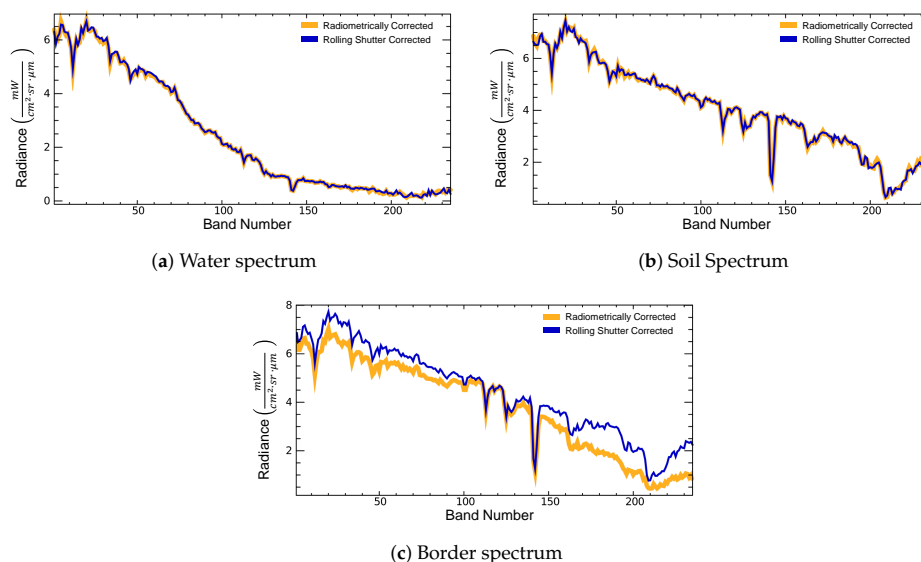 Radiometrically Corrected
Rolling Shutter Corrected
Radiance (mW / cm²·sr·μm)
6
4
2
0
50 100 150 200
Band Number
(a) Water spectrum
Radiometrically Corrected
Rolling Shutter Corrected
Radiance (mW / cm²·sr·μm)
6
4
2
50 100 150 200
Band Number
(b) Soil Spectrum
Radiometrically Corrected
Rolling Shutter Corrected
Radiance (mW / cm²·sr·μm)
8
6
4
2
50 100 150 200
Band Number
(c) Border spectrum